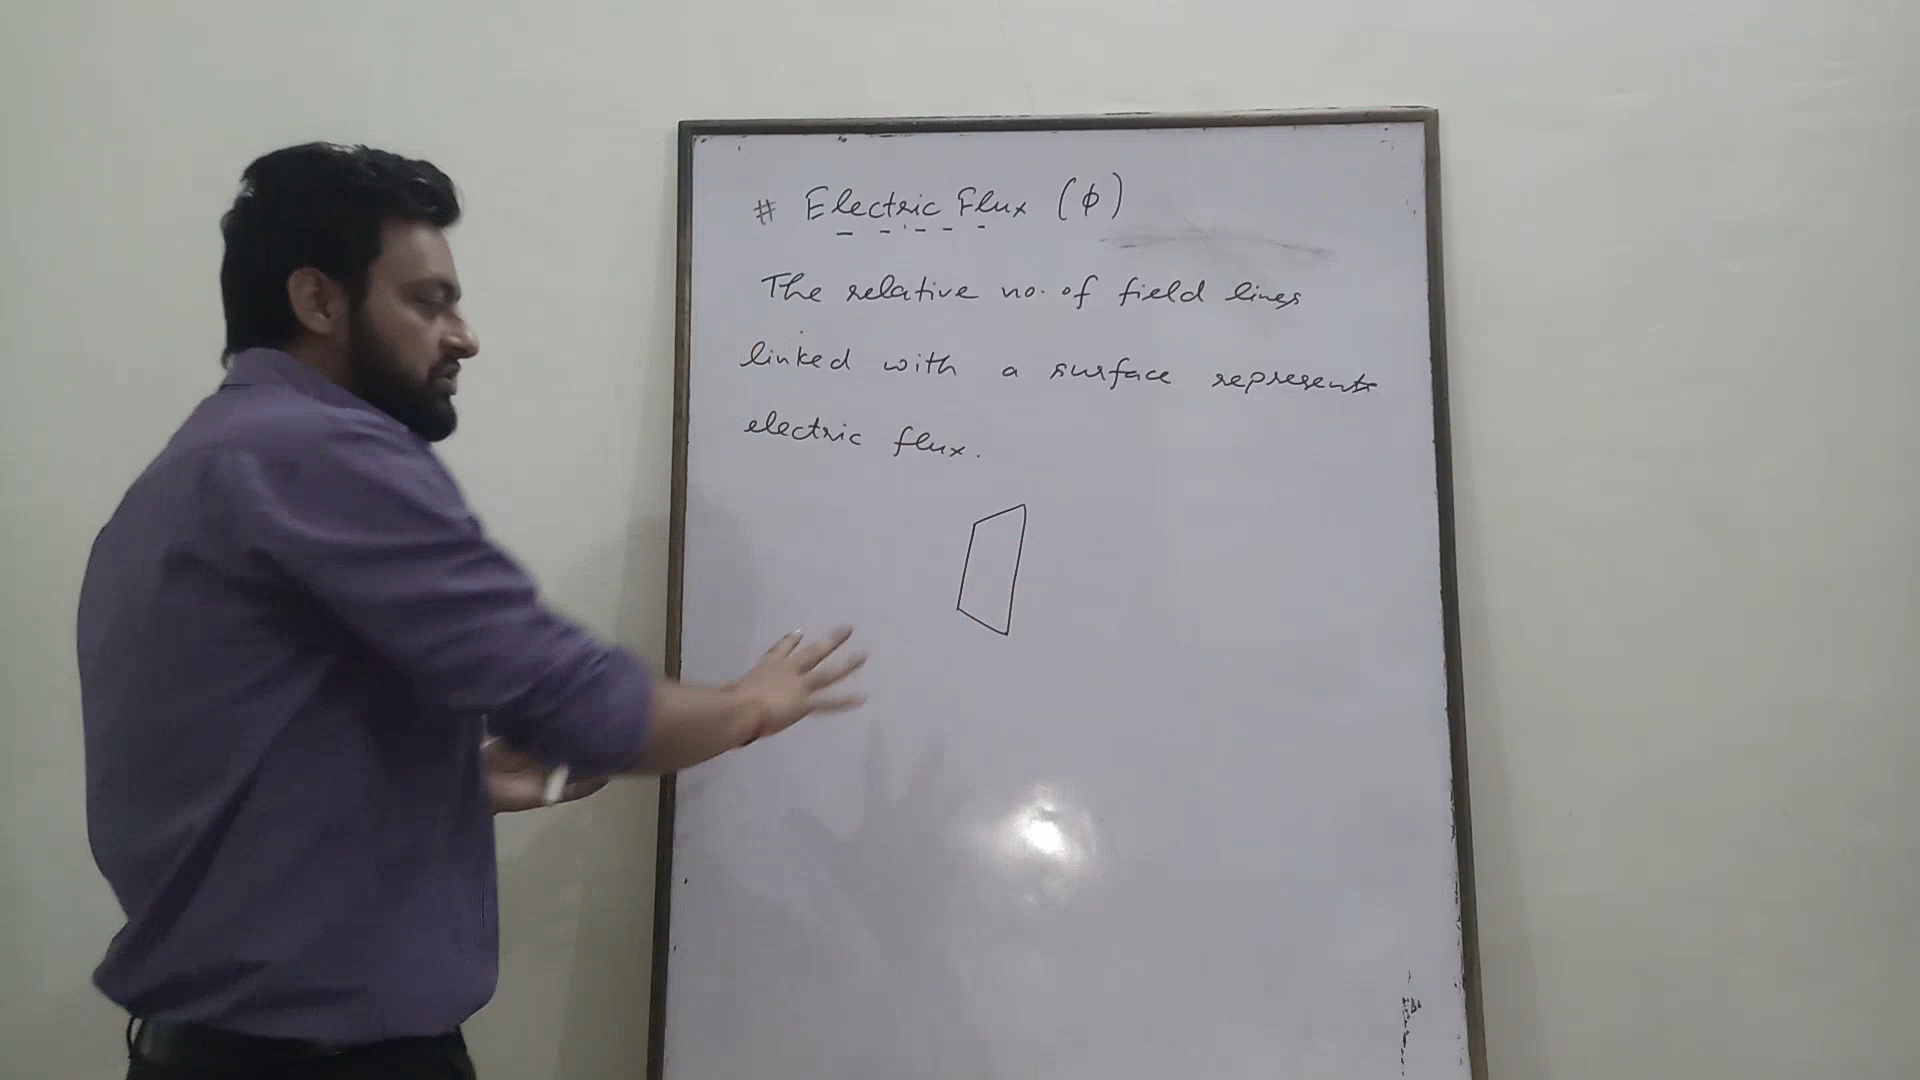 # Electric Flux (ϕ)
The relative no. of field lines
linked with a surface represents
electric flux.